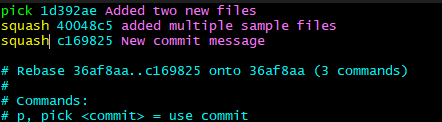 pick 1d392ae Added two new files
squash 40048c5 added multiple sample files
squash c169825 New commit message
# Rebase 36af8aa..c169825 onto 36af8aa (3 commands)
#
# Commands:
# p, pick <commit> = use commit